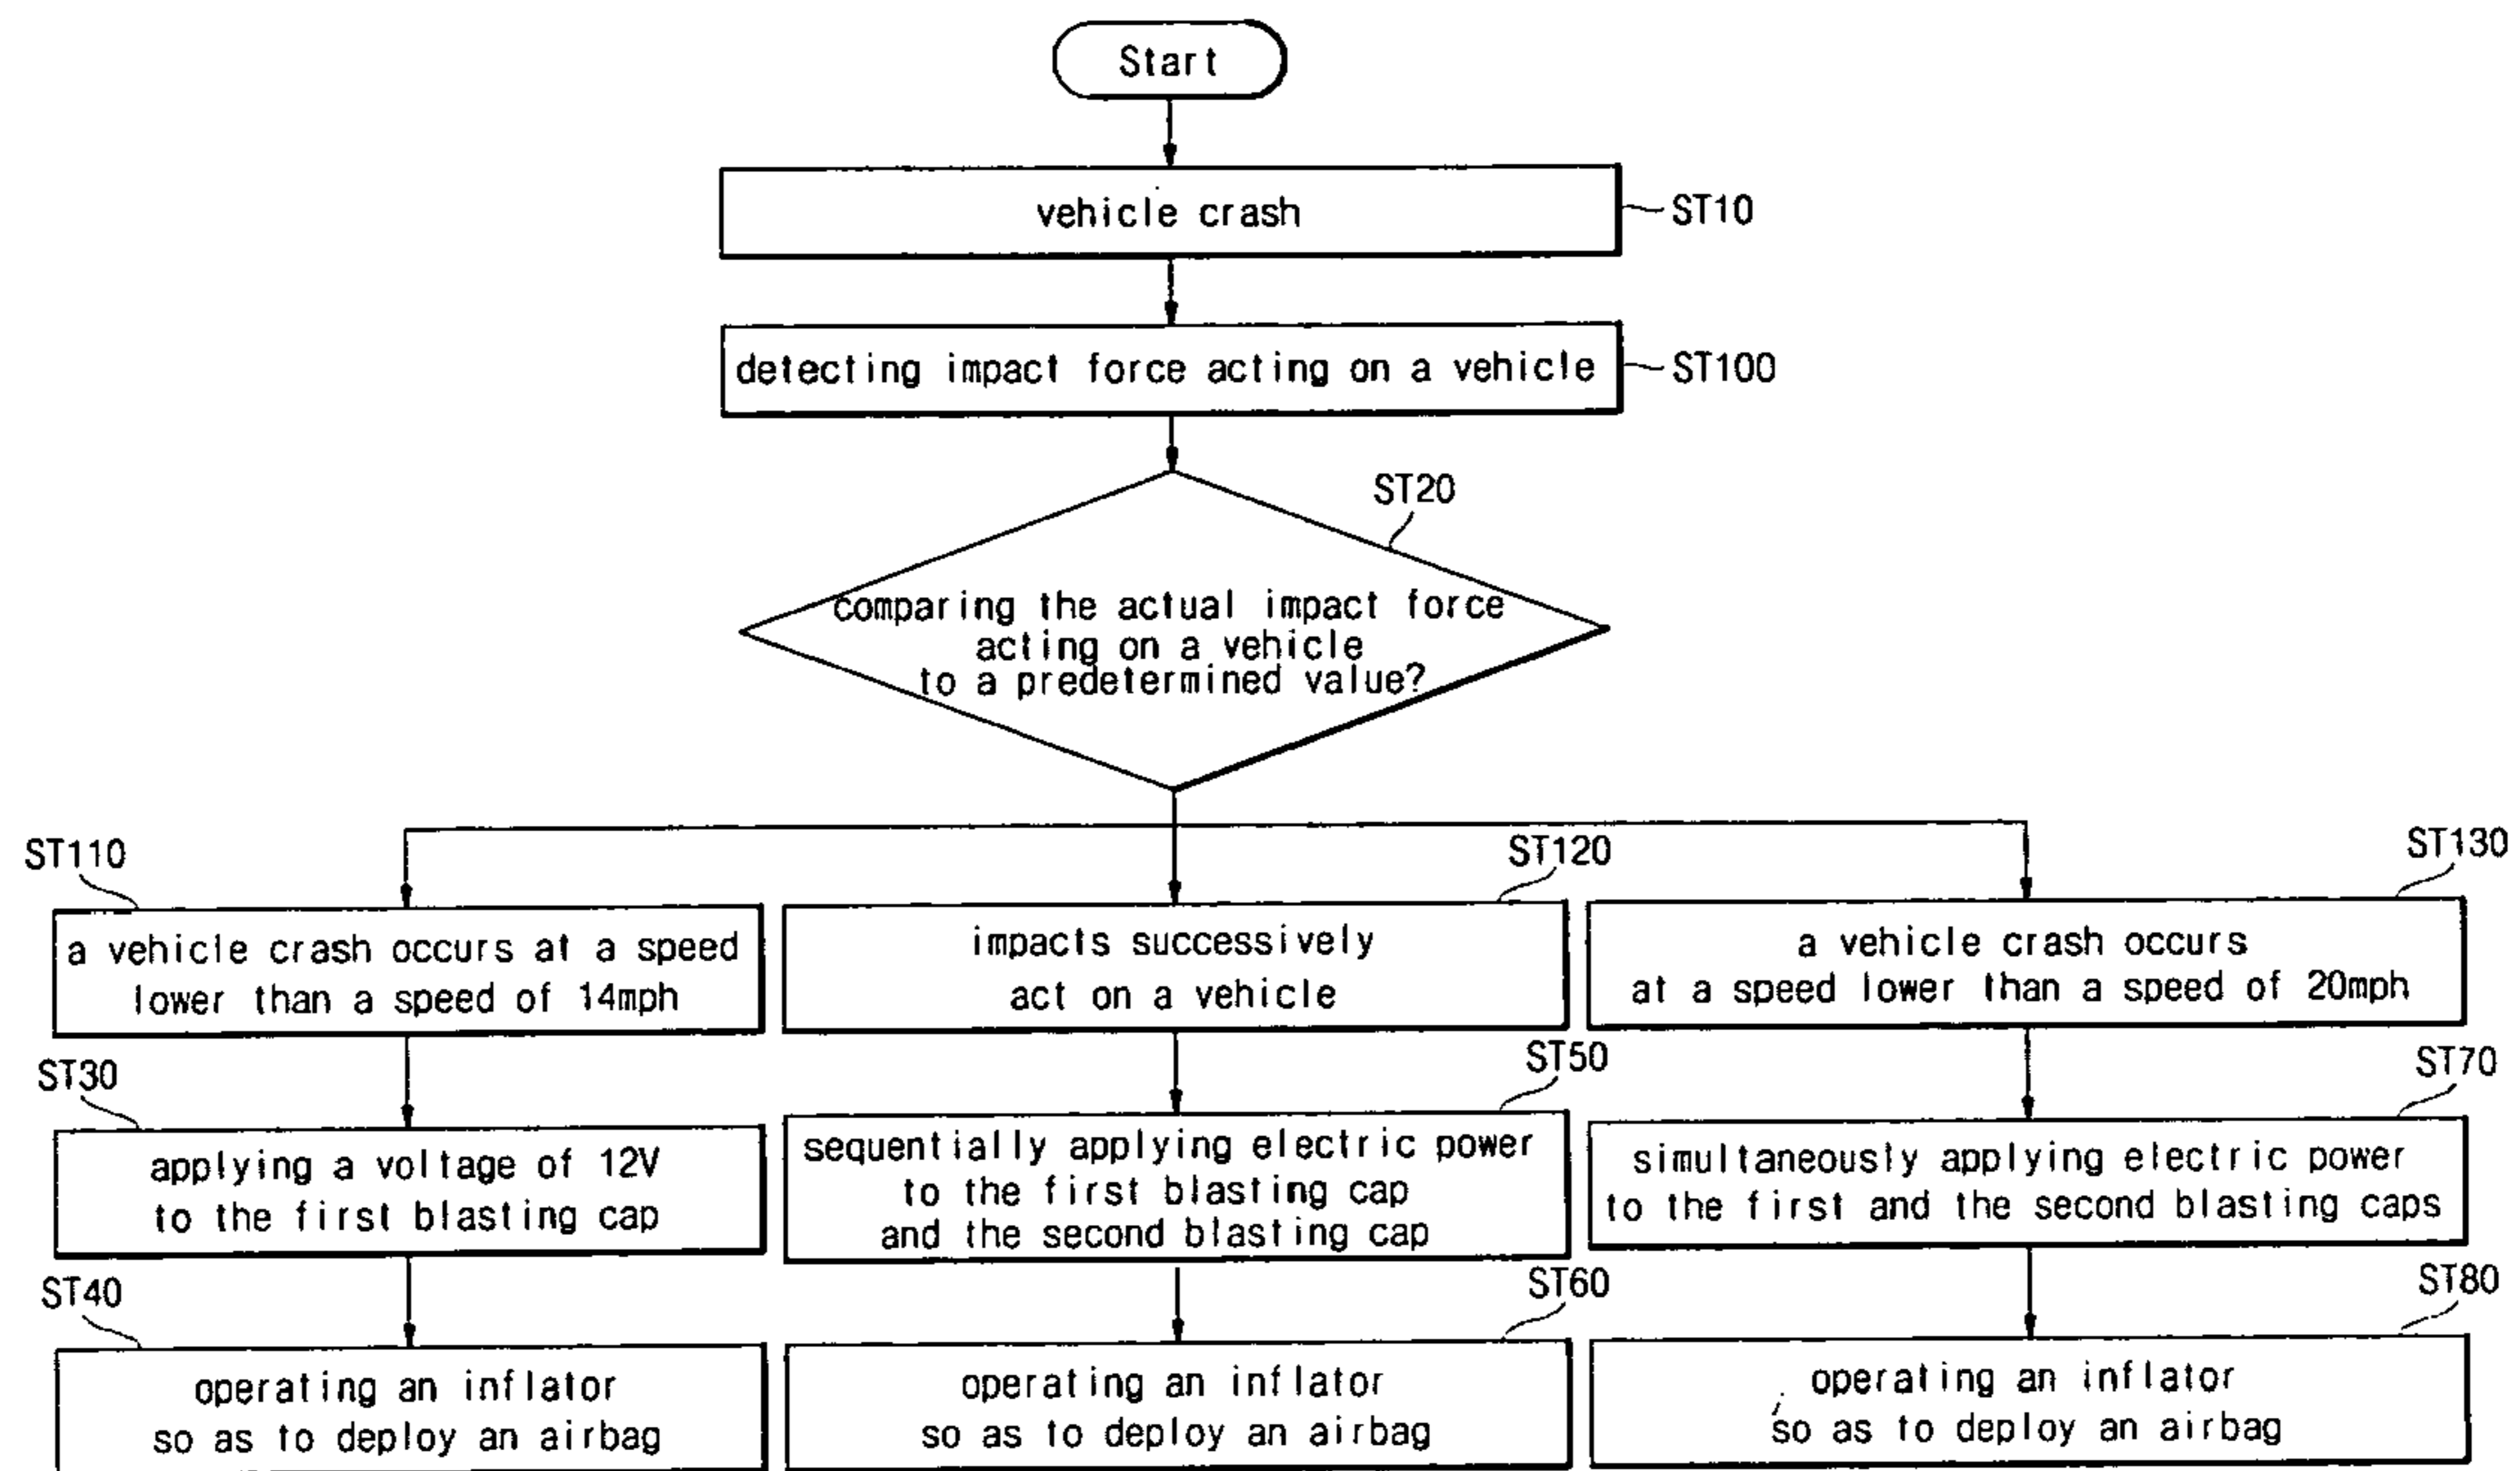 Start
vehicle crash
ST10
detecting impact force acting on a vehicle
ST100
ST20
comparing the actual impact force
acting on a vehicle
to a predetermined value?
ST110
ST120
ST130
a vehicle crash occurs at a speed
lower than a speed of 14mph
impacts successively
act on a vehicle
a vehicle crash occurs
at a speed lower than a speed of 20mph
ST30
ST50
ST70
applying a voltage of 12V
to the first blasting cap
sequentially applying electric power
to the first blasting cap
and the second blasting cap
simultaneously applying electric power
to the first and the second blasting caps
ST40
ST60
ST80
operating an inflator
so as to deploy an airbag
operating an inflator
so as to deploy an airbag
operating an inflator
so as to deploy an airbag